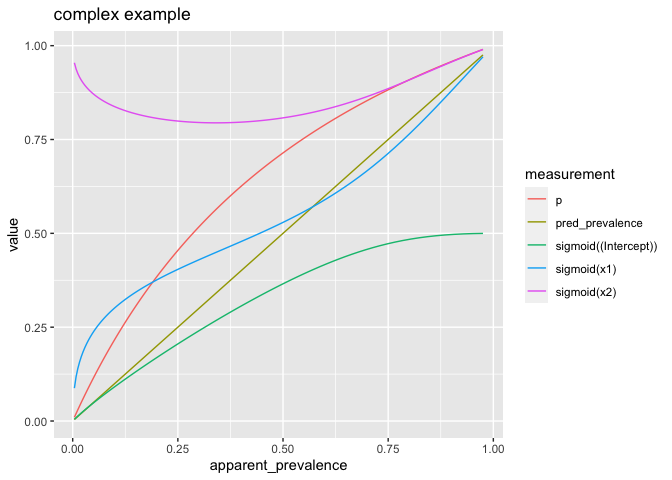 complex example
1.00
0.75
0.50
0.25
0.00
value
0.00
0.25
0.50
0.75
1.00
apparent_prevalence
measurement
p
pred_prevalence
sigmoid((Intercept))
sigmoid(x1)
sigmoid(x2)